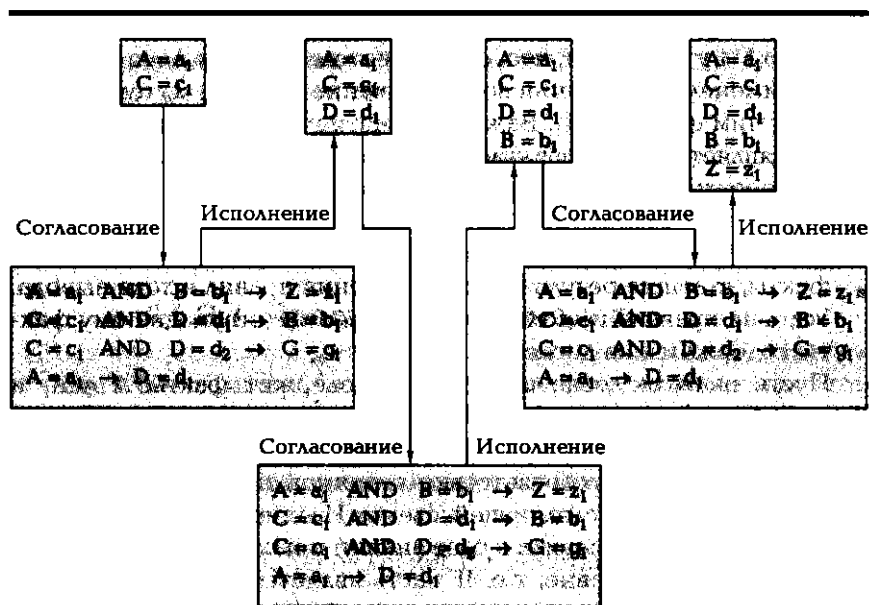 A = a₁
C = c₁
A = a₁
C = c₁
D = d₁
A = a₁
C = c₁
D = d₁
B = b₁
A = a₁
C = c₁
D = d₁
B = b₁
Z = z₁
Согласование
Исполнение
Согласование
Исполнение
A = a₁ AND B = b₁ → Z = z₁
C = c₁ AND D = d₁ → B = b₁
C = c₁ AND D = d₂ → G = g₁
A = a₁ → D = d₁
A = a₁ AND B = b₁ → Z = z₁
C = c₁ AND D = d₁ → B = b₁
C = c₁ AND D = d₂ → G = g₁
A = a₁ → D = d₁
Согласование
Исполнение
A = a₁ AND B = b₁ → Z = z₁
C = c₁ AND D = d₁ → B = b₁
C = c₁ AND D = d₂ → G = g₁
A = a₁ → D = d₁